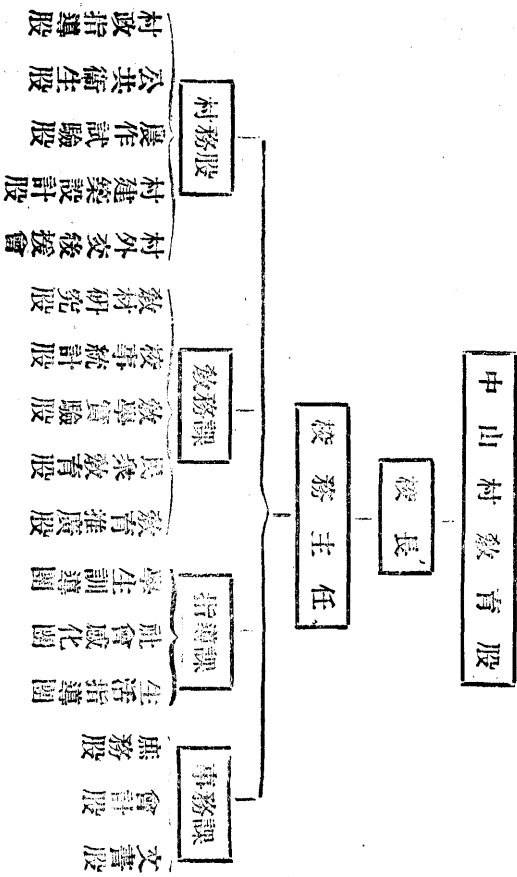 中山村教育股
校長
校務主任
村務股
教務課
指導課
事務課
村政指導股
公共衞生股
農作試驗股
村建築設計股
村外交後援會
教材研究股
校事統計股
教學實驗股
民衆教育股
教育推廣股
學生訓導團
社會感化團
生活指導團
庶務股
會計股
文書股